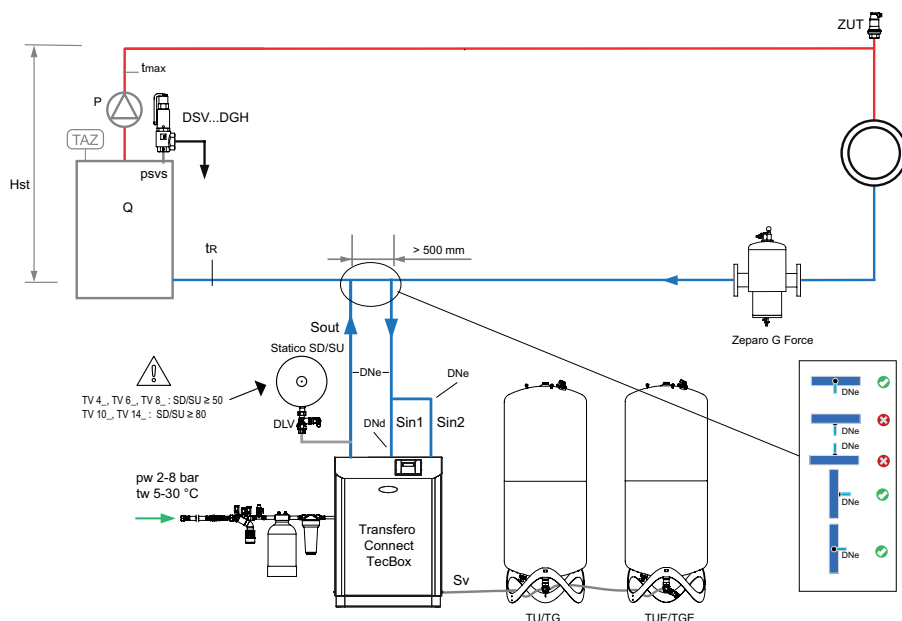 ZUT
tmax
P
DSV...DGH
TAZ
psvs
Hst
Q
tR
> 500 mm
Zeparo G Force
Sout
Statico SD/SU
DNe
DNe
TV 4_, TV 6_, TV 8_ : SD/SU ≥ 50
TV 10_, TV 14_ : SD/SU ≥ 80
DLV
DNd
Sin1
Sin2
pw 2-8 bar
tw 5-30 °C
Transfero
Connect
TecBox
Sv
TU/TG
TUE/TGE
DNe
DNe
DNe
DNe
DNe